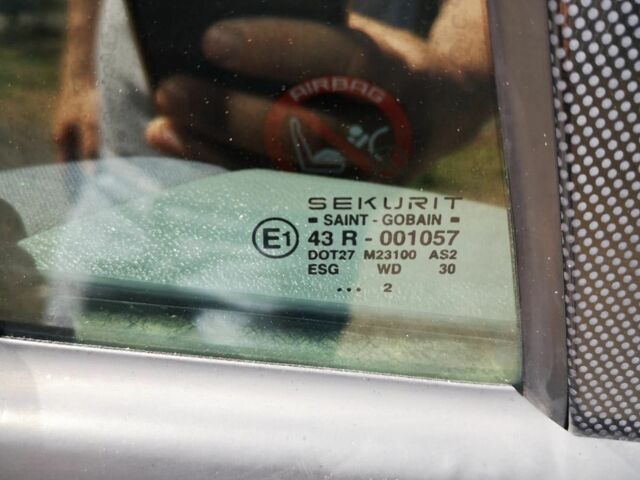 AIRBAG
SEKURIT
SAINT - GOBAIN
E1 43 R - 001057
DOT27 M23100 AS2
ESG WD 30
... 2